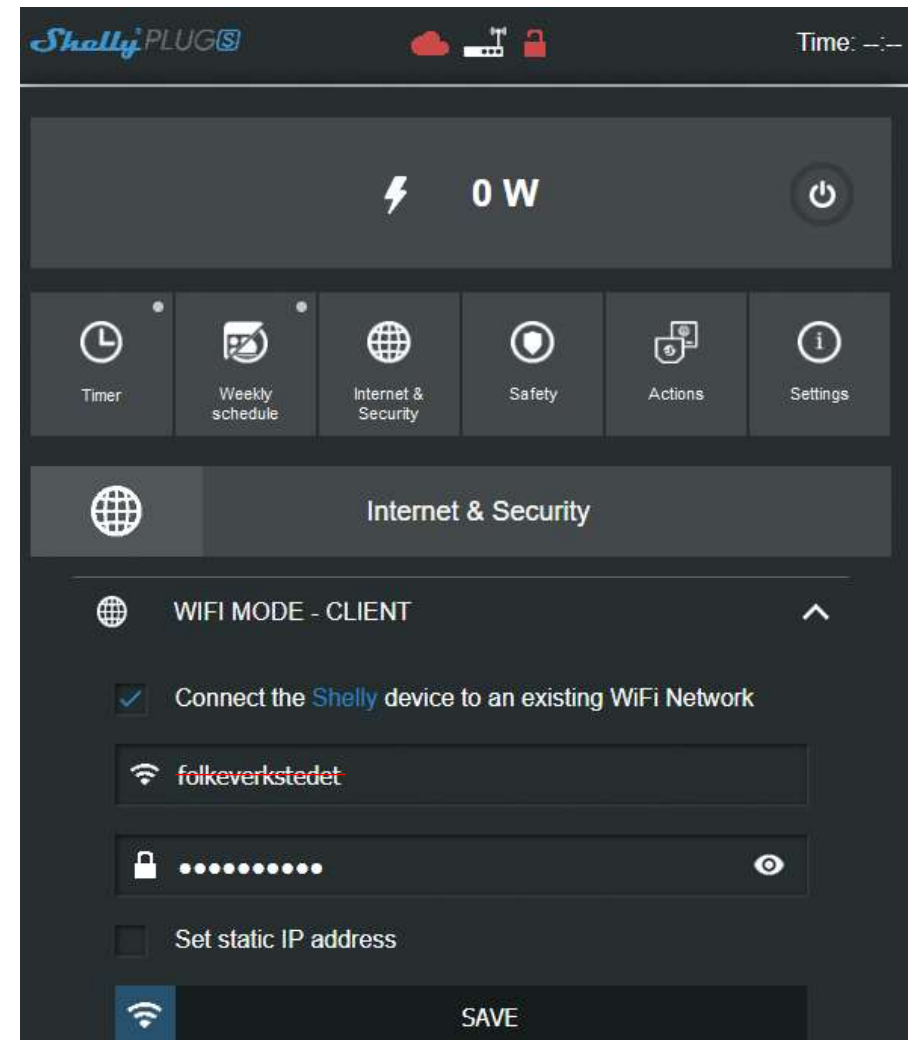 Shelly PLUG S Time: --:--
0 W
Timer
Weekly
schedule
Internet &
Security
Safety
Actions
Settings
Internet & Security
WIFI MODE - CLIENT
Connect the Shelly device to an existing WiFi Network
folkeverkstedet
••••••••••
Set static IP address
SAVE